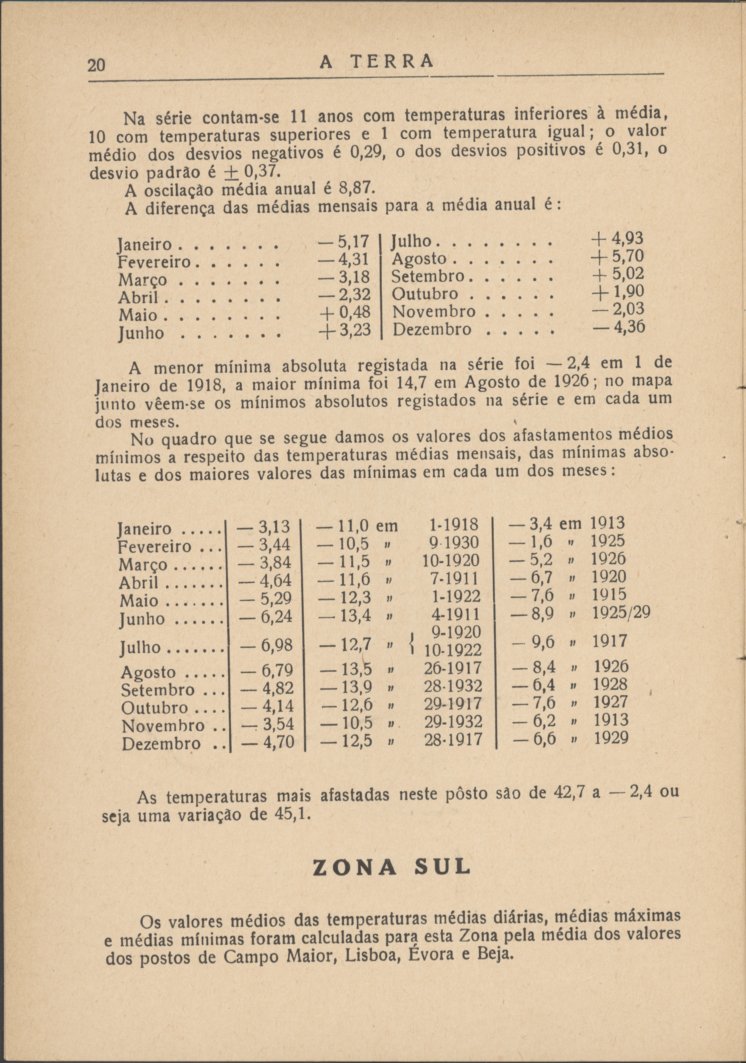 20 A TERRA
Na série contam-se 11 anos com temperaturas inferiores à média,
10 com temperaturas superiores e 1 com temperatura igual; o valor
médio dos desvios negativos é 0,29, o dos desvios positivos é 0,31, o
desvio padrão é ± 0,37.
A oscilação média anual é 8,87.
A diferença das médias mensais para a média anual é:
Janeiro . . . . . . . — 5,17 | Julho. . . . . . . . + 4,93
Fevereiro. . . . . . — 4,31 | Agosto. . . . . . . + 5,70
Março . . . . . . . — 3,18 | Setembro. . . . . . + 5,02
Abril. . . . . . . . — 2,32 | Outubro . . . . . . + 1,90
Maio. . . . . . . . + 0,48 | Novembro . . . . . — 2,03
Junho . . . . . . . + 3,23 | Dezembro . . . . . — 4,36
A menor mínima absoluta registada na série foi — 2,4 em 1 de
Janeiro de 1918, a maior mínima foi 14,7 em Agosto de 1926; no mapa
junto vêem-se os mínimos absolutos registados na série e em cada um
dos meses.
No quadro que se segue damos os valores dos afastamentos médios
mínimos a respeito das temperaturas médias mensais, das mínimas abso-
lutas e dos maiores valores das mínimas em cada um dos meses:
Janeiro ..... | — 3,13 | — 11,0 em 1-1918 | — 3,4 em 1913
Fevereiro ... | — 3,44 | — 10,5 " 9-1930 | — 1,6 " 1925
Março ...... | — 3,84 | — 11,5 " 10-1920 | — 5,2 " 1926
Abril ....... | — 4,64 | — 11,6 " 7-1911 | — 6,7 " 1920
Maio ....... | — 5,29 | — 12,3 " 1-1922 | — 7,6 " 1915
Junho ...... | — 6,24 | — 13,4 " 4-1911 | — 8,9 " 1925/29
Julho ....... | — 6,98 | — 12,7 " { 9-1920 10-1922 | — 9,6 " 1917
Agosto ..... | — 6,79 | — 13,5 " 26-1917 | — 8,4 " 1926
Setembro ... | — 4,82 | — 13,9 " 28-1932 | — 6,4 " 1928
Outubro .... | — 4,14 | — 12,6 " 29-1917 | — 7,6 " 1927
Novembro .. | — 3,54 | — 10,5 " 29-1932 | — 6,2 " 1913
Dezembro .. | — 4,70 | — 12,5 " 28-1917 | — 6,6 " 1929
As temperaturas mais afastadas neste pôsto são de 42,7 a — 2,4 ou
seja uma variação de 45,1.
ZONA SUL
Os valores médios das temperaturas médias diárias, médias máximas
e médias mínimas foram calculadas para esta Zona pela média dos valores
dos postos de Campo Maior, Lisboa, Évora e Beja.